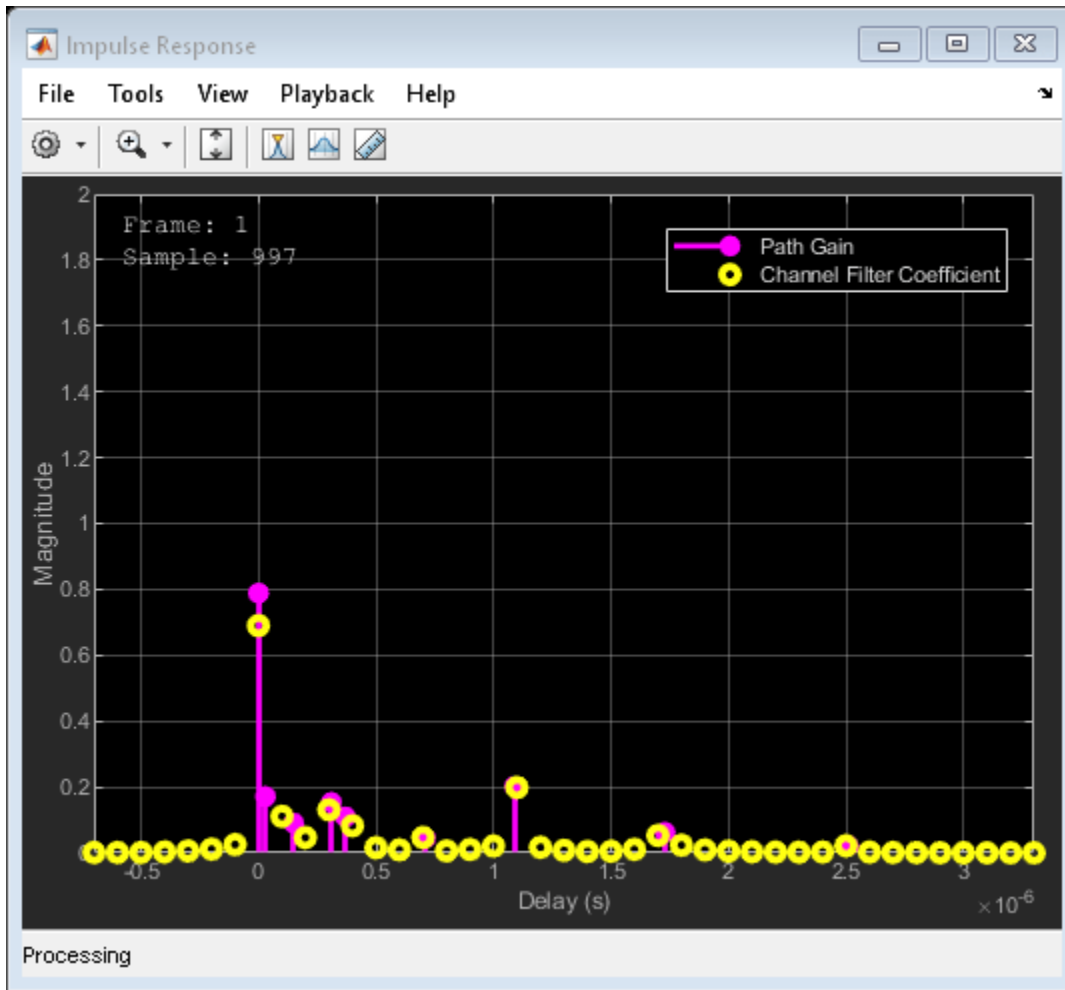 Impulse Response
File Tools View Playback Help
Frame: 1
Sample: 997
Path Gain
Channel Filter Coefficient
2
1.8
1.6
1.4
1.2
1
0.8
0.6
0.4
0.2
0
Magnitude
-0.5 0 0.5 1 1.5 2 2.5 3
Delay (s)
×10-6
Processing